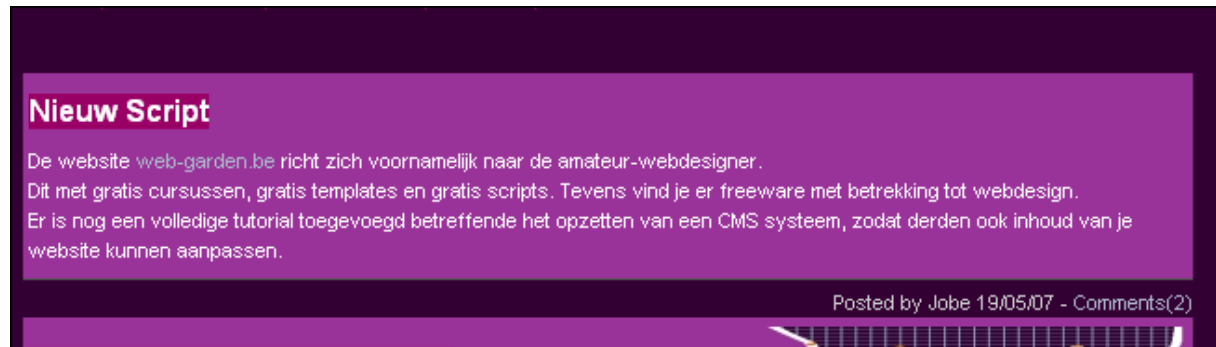 Nieuw Script
De website web-garden.be richt zich voornamelijk naar de amateur-webdesigner.
Dit met gratis cursussen, gratis templates en gratis scripts. Tevens vind je er freeware met betrekking tot webdesign.
Er is nog een volledige tutorial toegevoegd betreffende het opzetten van een CMS systeem, zodat derden ook inhoud van je
website kunnen aanpassen.
Posted by Jobe 19/05/07 - Comments(2)